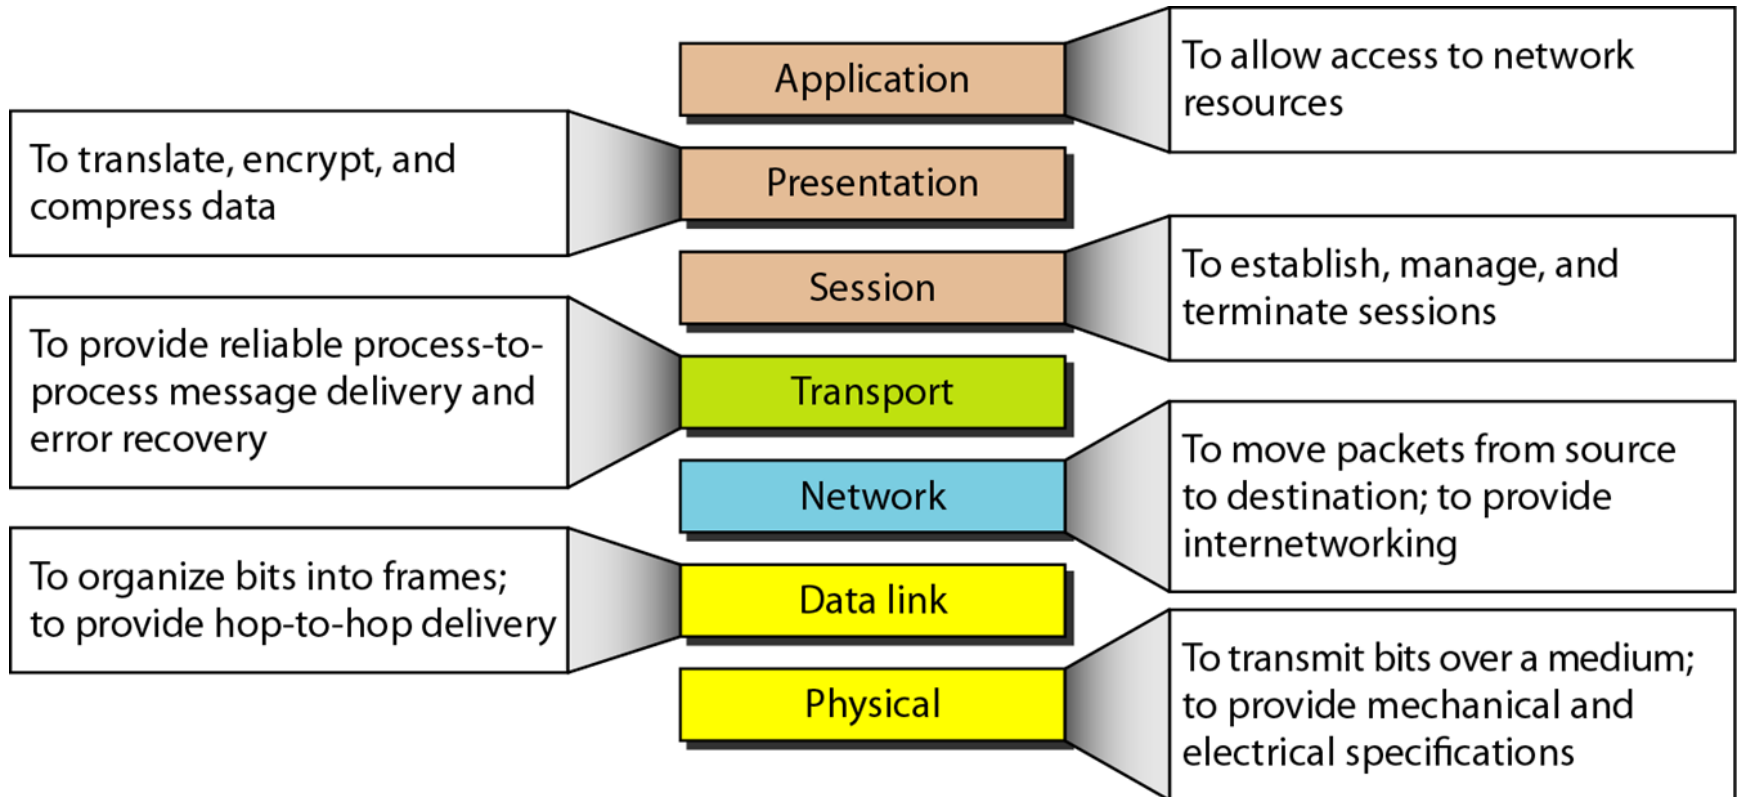 Application
To allow access to network
resources
To translate, encrypt, and
compress data
Presentation
Session
To establish, manage, and
terminate sessions
To provide reliable process-to-
process message delivery and
error recovery
Transport
Network
To move packets from source
to destination; to provide
internetworking
To organize bits into frames;
to provide hop-to-hop delivery
Data link
Physical
To transmit bits over a medium;
to provide mechanical and
electrical specifications